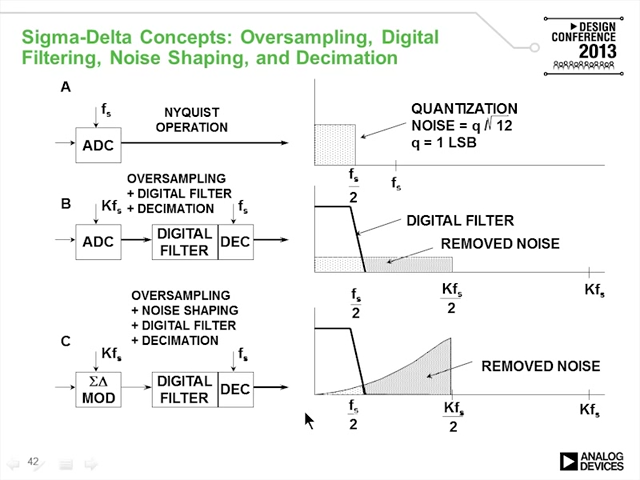 Sigma-Delta Concepts: Oversampling, Digital
Filtering, Noise Shaping, and Decimation
DESIGN
CONFERENCE
2013
A
fs
NYQUIST
OPERATION
ADC
QUANTIZATION
NOISE = q /√12
q = 1 LSB
fs
2
fs
B
OVERSAMPLING
+ DIGITAL FILTER
+ DECIMATION
Kfs
fs
ADC
DIGITAL
FILTER
DEC
DIGITAL FILTER
REMOVED NOISE
fs
2
Kfs
2
Kfs
C
OVERSAMPLING
+ NOISE SHAPING
+ DIGITAL FILTER
+ DECIMATION
Kfs
fs
ΣΔ
MOD
DIGITAL
FILTER
DEC
REMOVED NOISE
fs
2
Kfs
2
Kfs
42
ANALOG
DEVICES